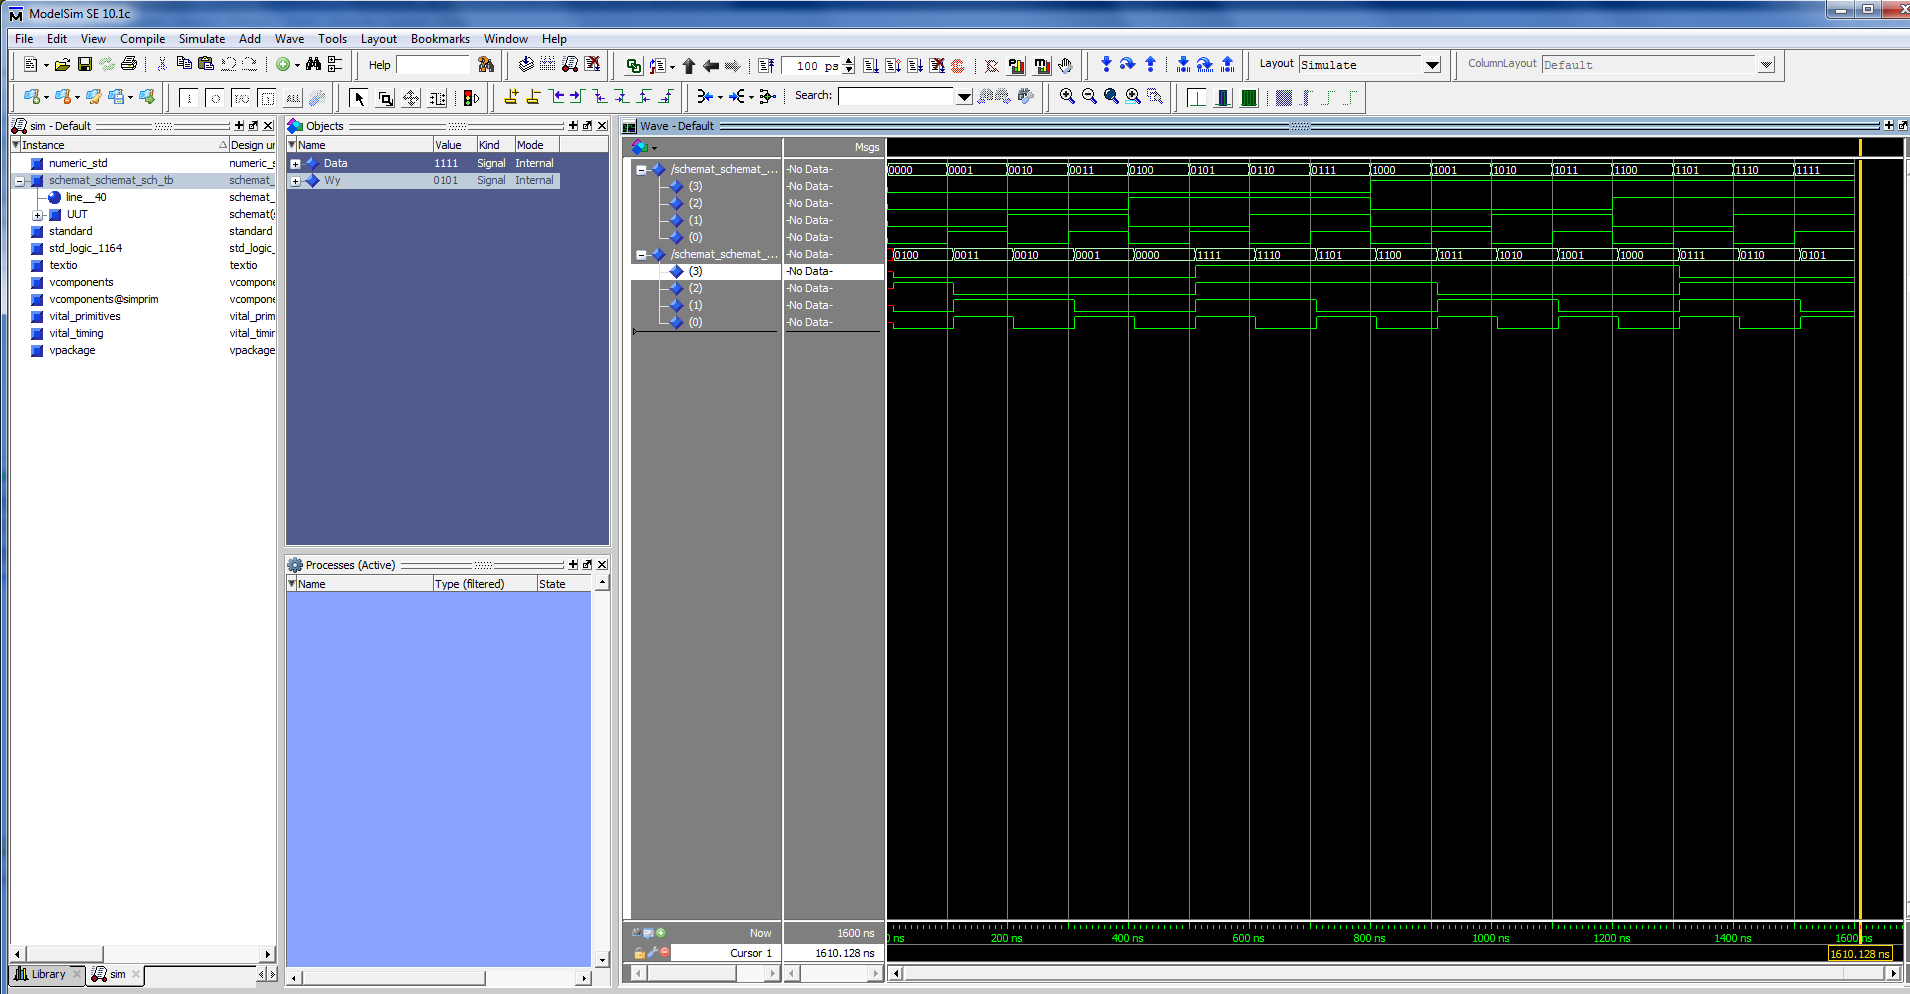 ModelSim SE 10.1c
File Edit View Compile Simulate Add Wave Tools Layout Bookmarks Window Help
Help 100 ps Layout Simulate ColumnLayout Default
Search:
sim - Default
Instance Design un
numeric_std numeric_s
schemat_schemat_sch_tb schemat_
line__40 schemat_
UUT schemat(s
standard standard
std_logic_1164 std_logic_
textio textio
vcomponents vcompone
vcomponents@simprim vcompone
vital_primitives vital_prim
vital_timing vital_timin
vpackage vpackage
Library sim
Objects
Name Value Kind Mode
Data 1111 Signal Internal
Wy 0101 Signal Internal
Processes (Active)
Name Type (filtered) State
Wave - Default
Msgs
/schemat_schemat_... -No Data- 0000 0001 0010 0011 0100 0101 0110 0111 1000 1001 1010 1011 1100 1101 1110 1111
(3) -No Data-
(2) -No Data-
(1) -No Data-
(0) -No Data-
/schemat_schemat_... -No Data- 0100 0011 0010 0001 0000 1111 1110 1101 1100 1011 1010 1001 1000 0111 0110 0101
(3) -No Data-
(2) -No Data-
(1) -No Data-
(0) -No Data-
Now 1600 ns ns 200 ns 400 ns 600 ns 800 ns 1000 ns 1200 ns 1400 ns 1600 ns
Cursor 1 1610.128 ns 1610.128 ns